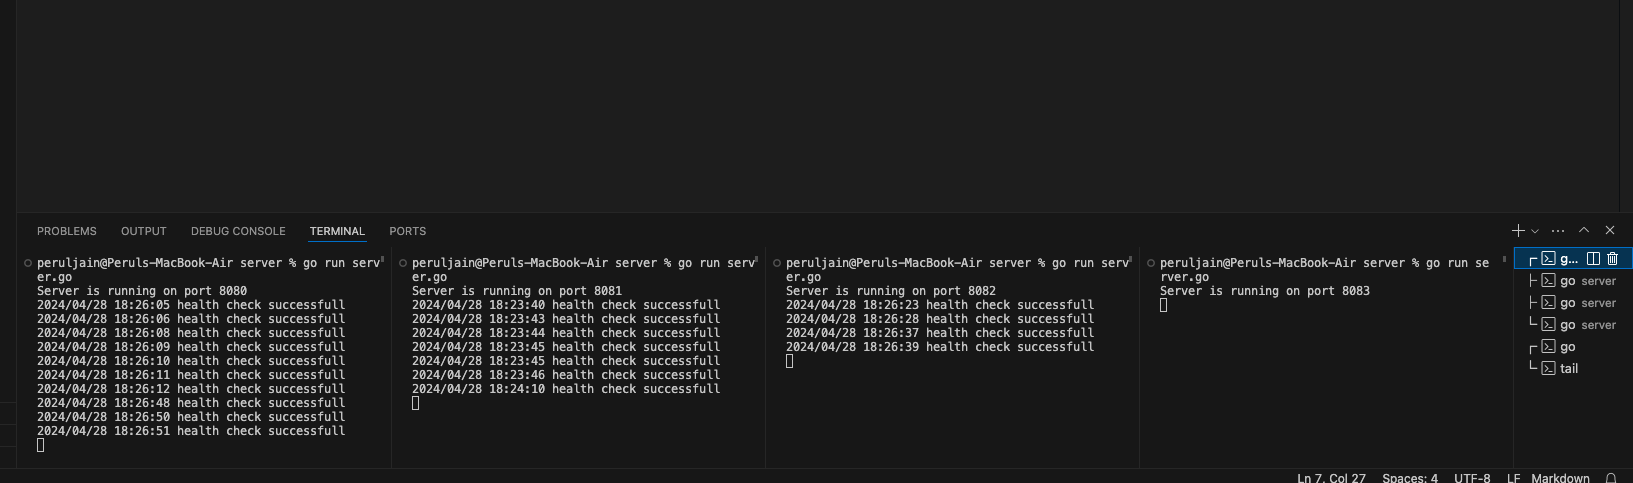 PROBLEMS OUTPUT DEBUG CONSOLE TERMINAL PORTS
peruljain@Peruls-MacBook-Air server % go run serv
er.go
Server is running on port 8080
2024/04/28 18:26:05 health check successfull
2024/04/28 18:26:06 health check successfull
2024/04/28 18:26:08 health check successfull
2024/04/28 18:26:09 health check successfull
2024/04/28 18:26:10 health check successfull
2024/04/28 18:26:11 health check successfull
2024/04/28 18:26:12 health check successfull
2024/04/28 18:26:48 health check successfull
2024/04/28 18:26:50 health check successfull
2024/04/28 18:26:51 health check successfull
peruljain@Peruls-MacBook-Air server % go run serv
er.go
Server is running on port 8081
2024/04/28 18:23:40 health check successfull
2024/04/28 18:23:43 health check successfull
2024/04/28 18:23:44 health check successfull
2024/04/28 18:23:45 health check successfull
2024/04/28 18:23:45 health check successfull
2024/04/28 18:23:46 health check successfull
2024/04/28 18:24:10 health check successfull
peruljain@Peruls-MacBook-Air server % go run serv
er.go
Server is running on port 8082
2024/04/28 18:26:23 health check successfull
2024/04/28 18:26:28 health check successfull
2024/04/28 18:26:37 health check successfull
2024/04/28 18:26:39 health check successfull
peruljain@Peruls-MacBook-Air server % go run se
rver.go
Server is running on port 8083
g...
go server
go server
go server
go
tail
Ln 7, Col 27 Spaces: 4 UTF-8 LF Markdown